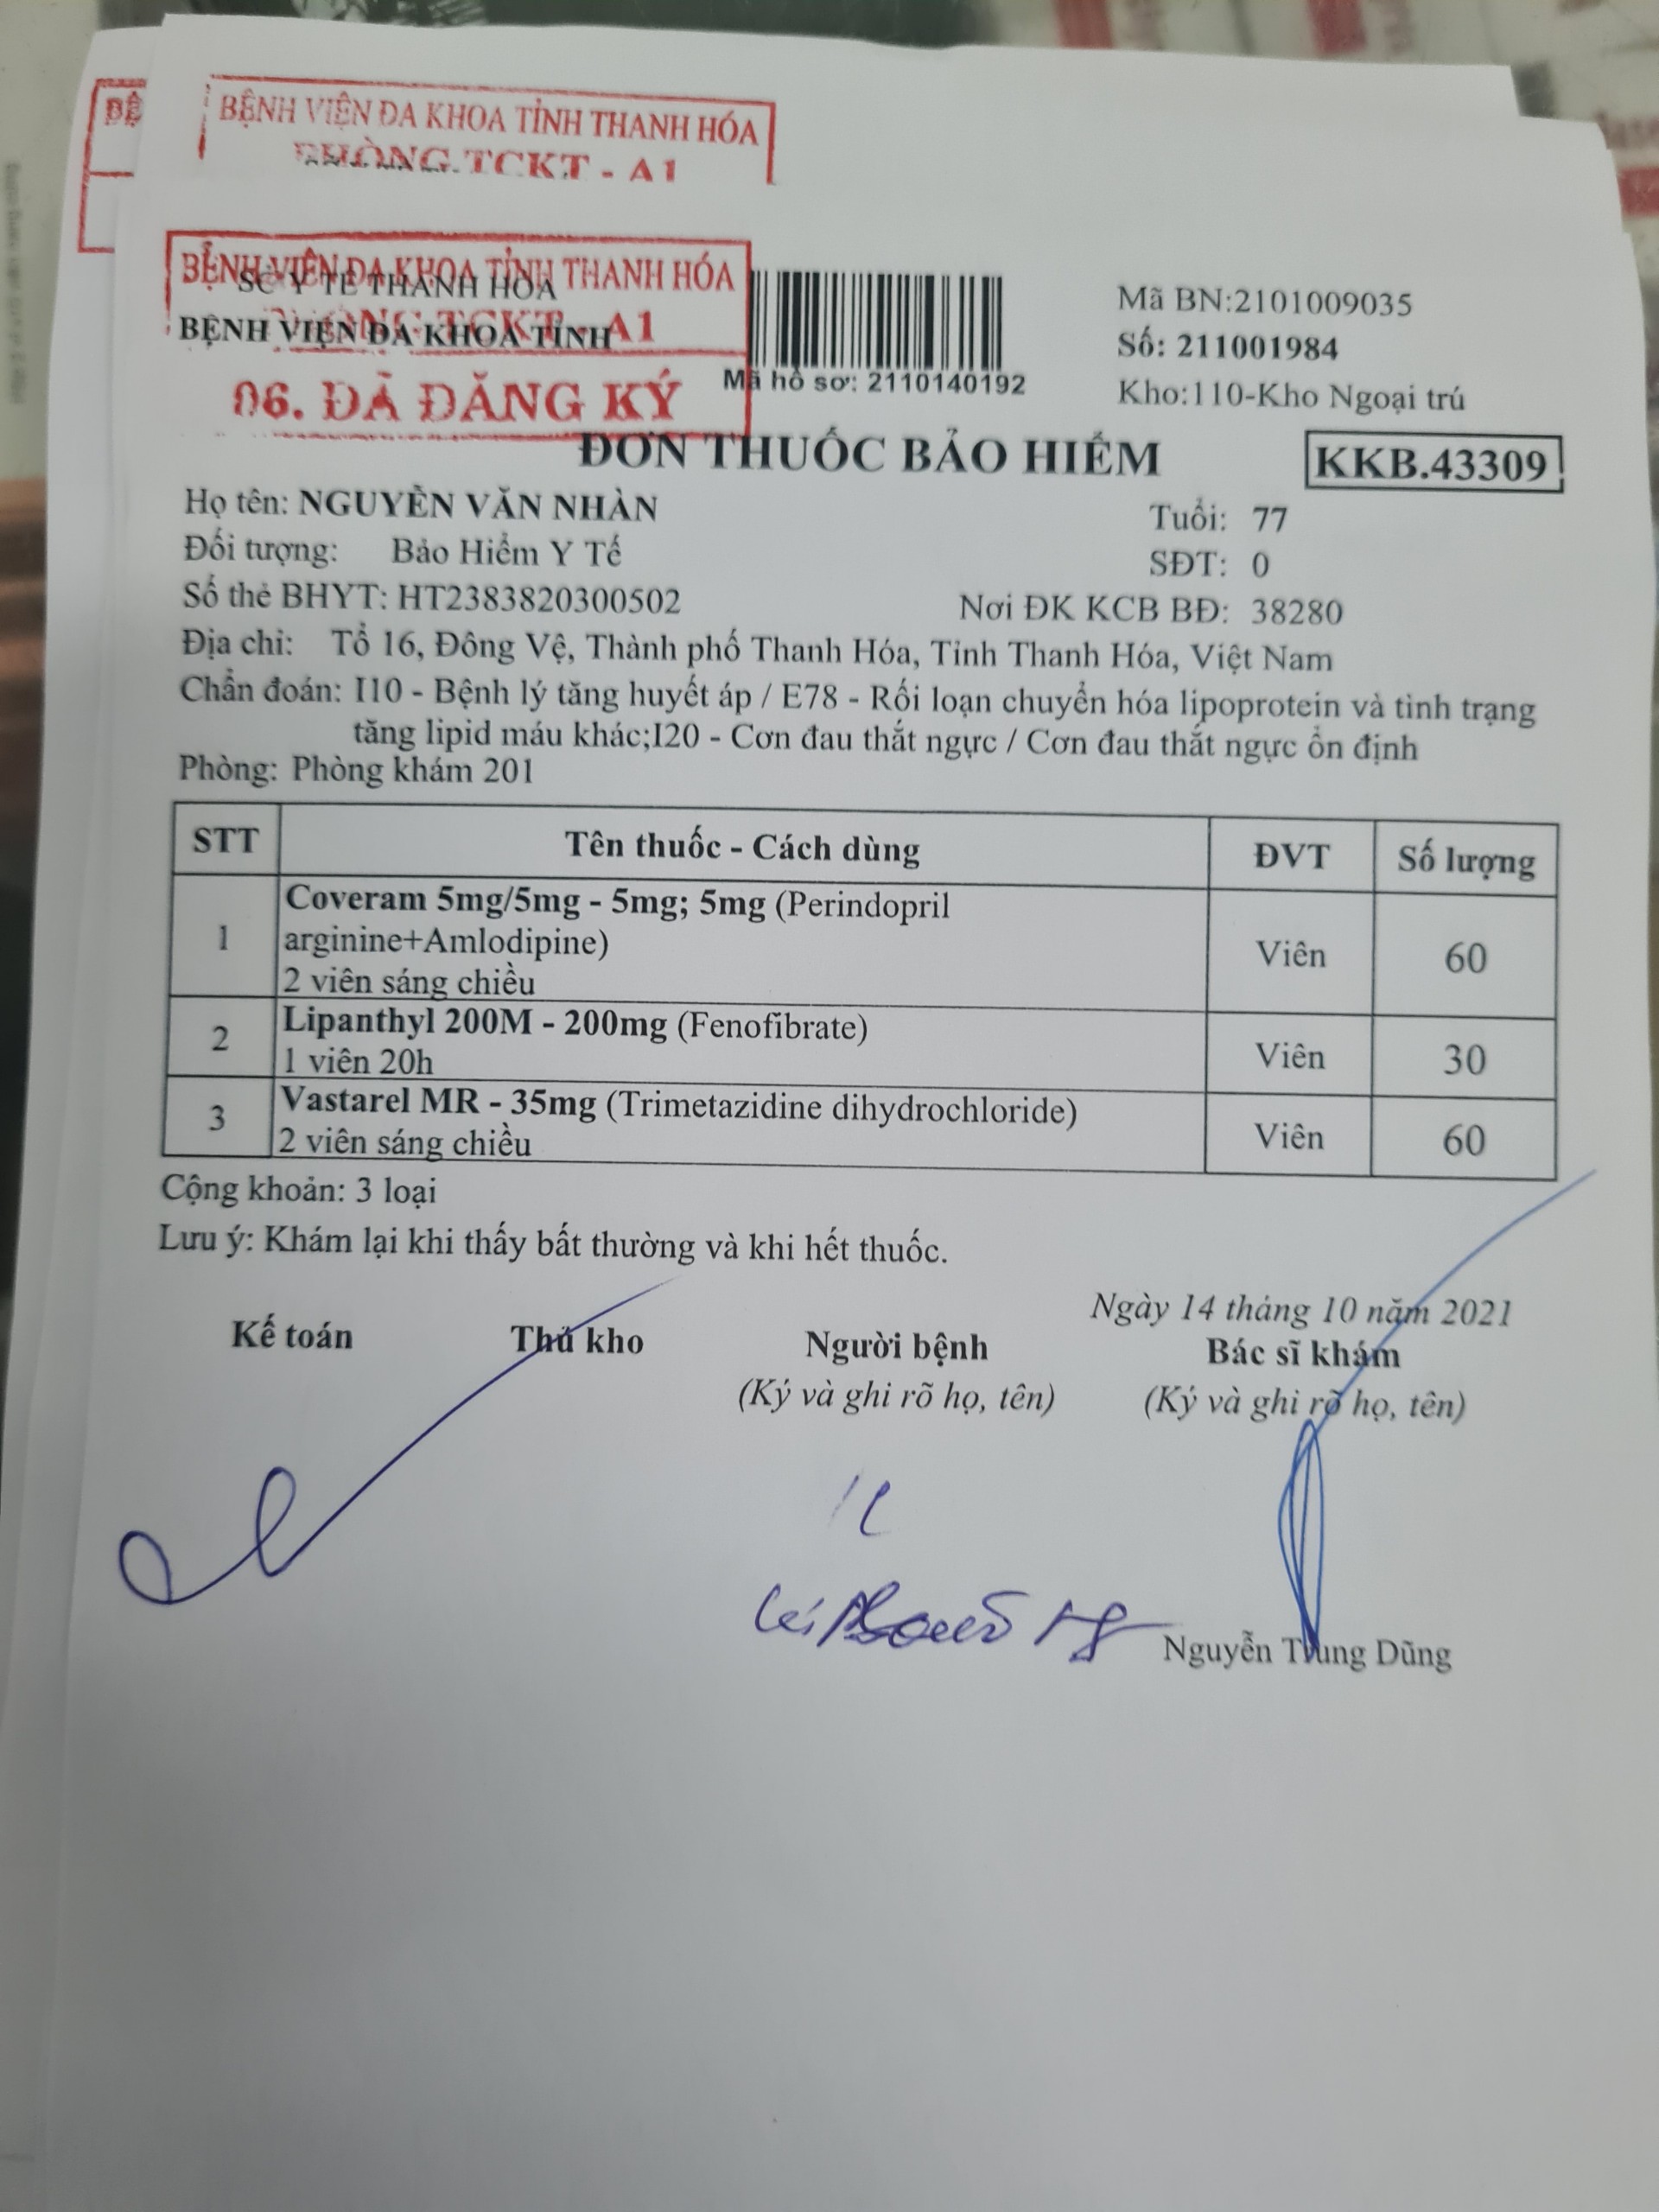 BỆ
BỆNH VIỆN ĐA KHOA TỈNH THANH HÓA
PHÒNG.TCKT - A1
BỆNH VIỆN ĐA KHOA TỈNH THANH HÓA
SỞ Y TẾ THANH HÓA
A1
BỆNH VIỆN ĐA KHOA TỈNH
06. ĐÃ ĐĂNG KÝ
Mã hồ sơ: 2110140192
Mã BN:2101009035
Số: 211001984
Kho:110-Kho Ngoại trú
ĐƠN THUỐC BẢO HIỂM
KKB.43309
Họ tên: NGUYỄN VĂN NHÀN
Tuổi: 77
Đối tượng: Bảo Hiểm Y Tế
SĐT: 0
Số thẻ BHYT: HT2383820300502
Nơi ĐK KCB BĐ: 38280
Địa chỉ: Tổ 16, Đông Vệ, Thành phố Thanh Hóa, Tỉnh Thanh Hóa, Việt Nam
Chẩn đoán: I10 - Bệnh lý tăng huyết áp / E78 - Rối loạn chuyển hóa lipoprotein và tình trạng
tăng lipid máu khác;I20 - Cơn đau thắt ngực / Cơn đau thắt ngực ổn định
Phòng: Phòng khám 201
STT Tên thuốc - Cách dùng ĐVT Số lượng
1 Coveram 5mg/5mg - 5mg; 5mg (Perindopril
arginine+Amlodipine) Viên 60
2 viên sáng chiều
2 Lipanthyl 200M - 200mg (Fenofibrate) Viên 30
1 viên 20h
3 Vastarel MR - 35mg (Trimetazidine dihydrochloride) Viên 60
2 viên sáng chiều
Cộng khoản: 3 loại
Lưu ý: Khám lại khi thấy bất thường và khi hết thuốc.
Ngày 14 tháng 10 năm 2021
Kế toán Thủ kho Người bệnh Bác sĩ khám
(Ký và ghi rõ họ, tên) (Ký và ghi rõ họ, tên)
Nguyễn Trung Dũng